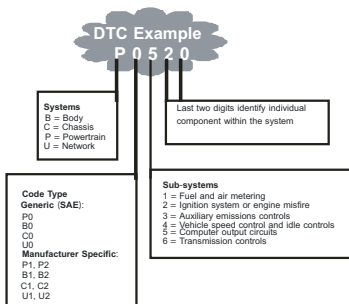 DTC Example
P 0 5 2 0
Systems
B = Body
C = Chassis
P = Powertrain
U = Network
Last two digits identify individual
component within the system
Code Type
Generic (SAE):
P0
B0
C0
U0
Manufacturer Specific:
P1, P2
B1, B2
C1, C2
U1, U2
Sub-systems
1 = Fuel and air metering
2 = Ignition system or engine misfire
3 = Auxiliary emissions controls
4 = Vehicle speed control and idle controls
5 = Computer output circuits
6 = Transmission controls